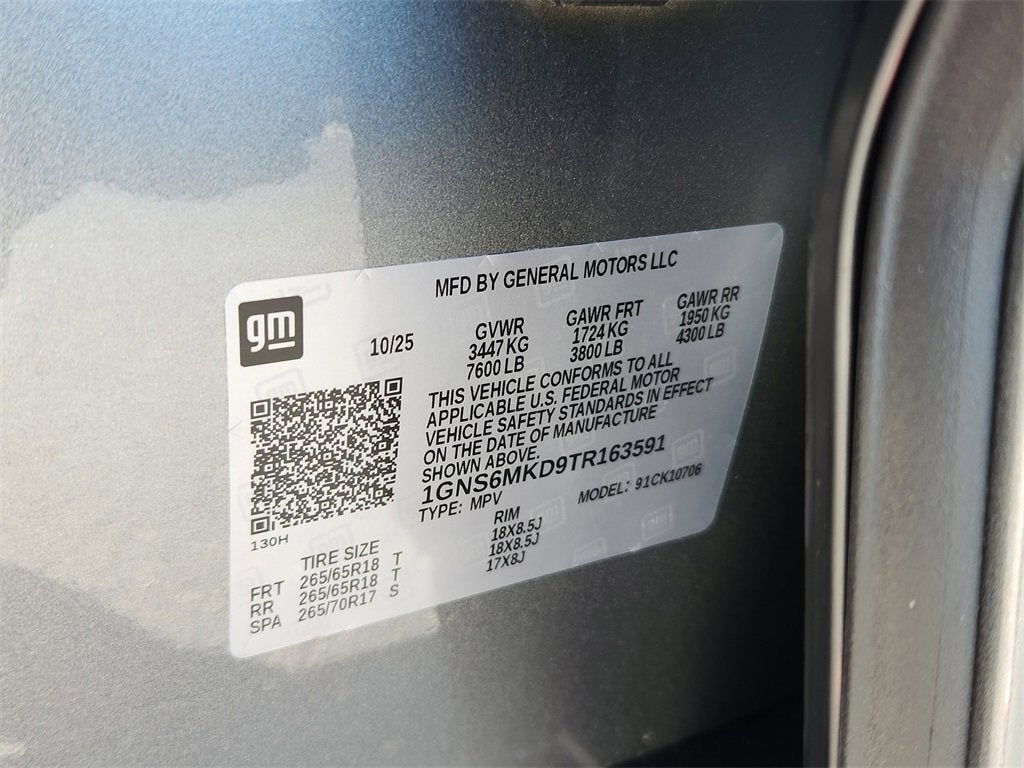 MFD BY GENERAL MOTORS LLC
gm
10/25
GVWR
3447 KG
7600 LB
GAWR FRT
1724 KG
3800 LB
GAWR RR
1950 KG
4300 LB
THIS VEHICLE CONFORMS TO ALL
APPLICABLE U.S. FEDERAL MOTOR
VEHICLE SAFETY STANDARDS IN EFFECT
ON THE DATE OF MANUFACTURE
SHOWN ABOVE.
1GNS6MKD9TR163591
TYPE: MPV
MODEL: 91CK10706
130H
TIRE SIZE
RIM
FRT 265/65R18 T 18X8.5J
RR 265/65R18 T 18X8.5J
SPA 265/70R17 S 17X8J